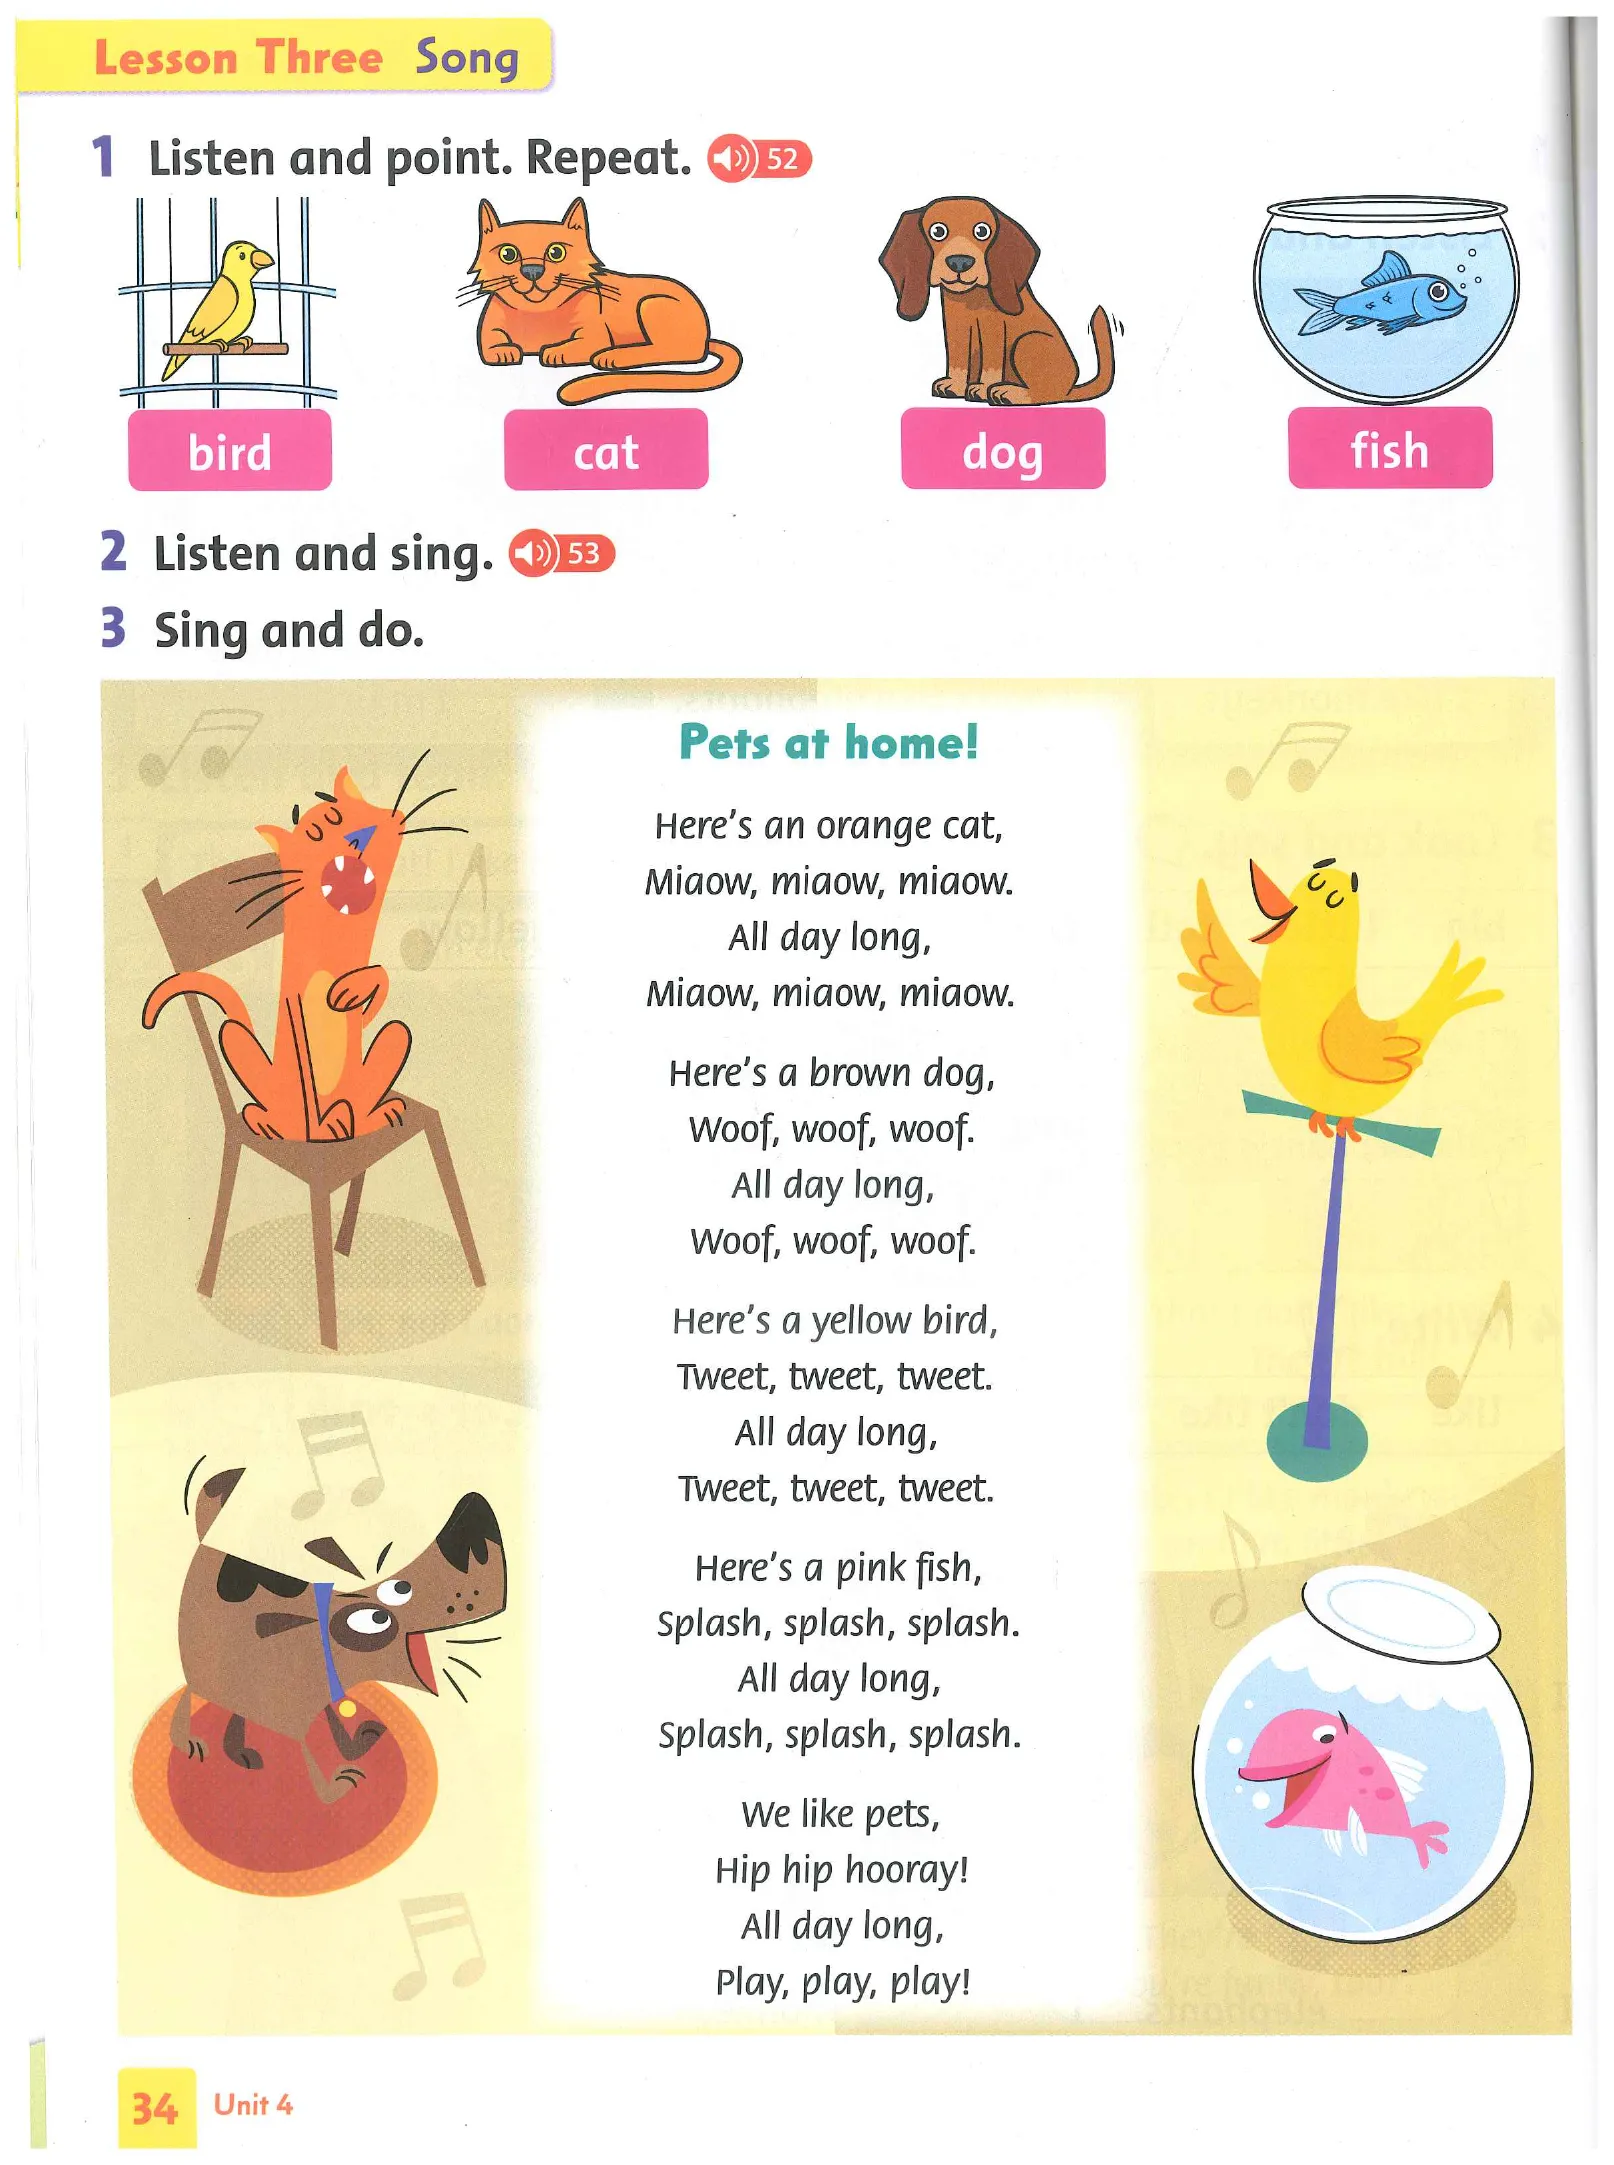 Lesson Three Song
1 Listen and point. Repeat. 52
bird
cat
dog
fish
2 Listen and sing. 53
3 Sing and do.
Pets at home!
Here's an orange cat,
Miaow, miaow, miaow.
All day long,
Miaow, miaow, miaow.
Here's a brown dog,
Woof, woof, woof.
All day long,
Woof, woof, woof.
Here's a yellow bird,
Tweet, tweet, tweet.
All day long,
Tweet, tweet, tweet.
Here's a pink fish,
Splash, splash, splash.
All day long,
Splash, splash, splash.
We like pets,
Hip hip hooray!
All day long,
Play, play, play!
34 Unit 4